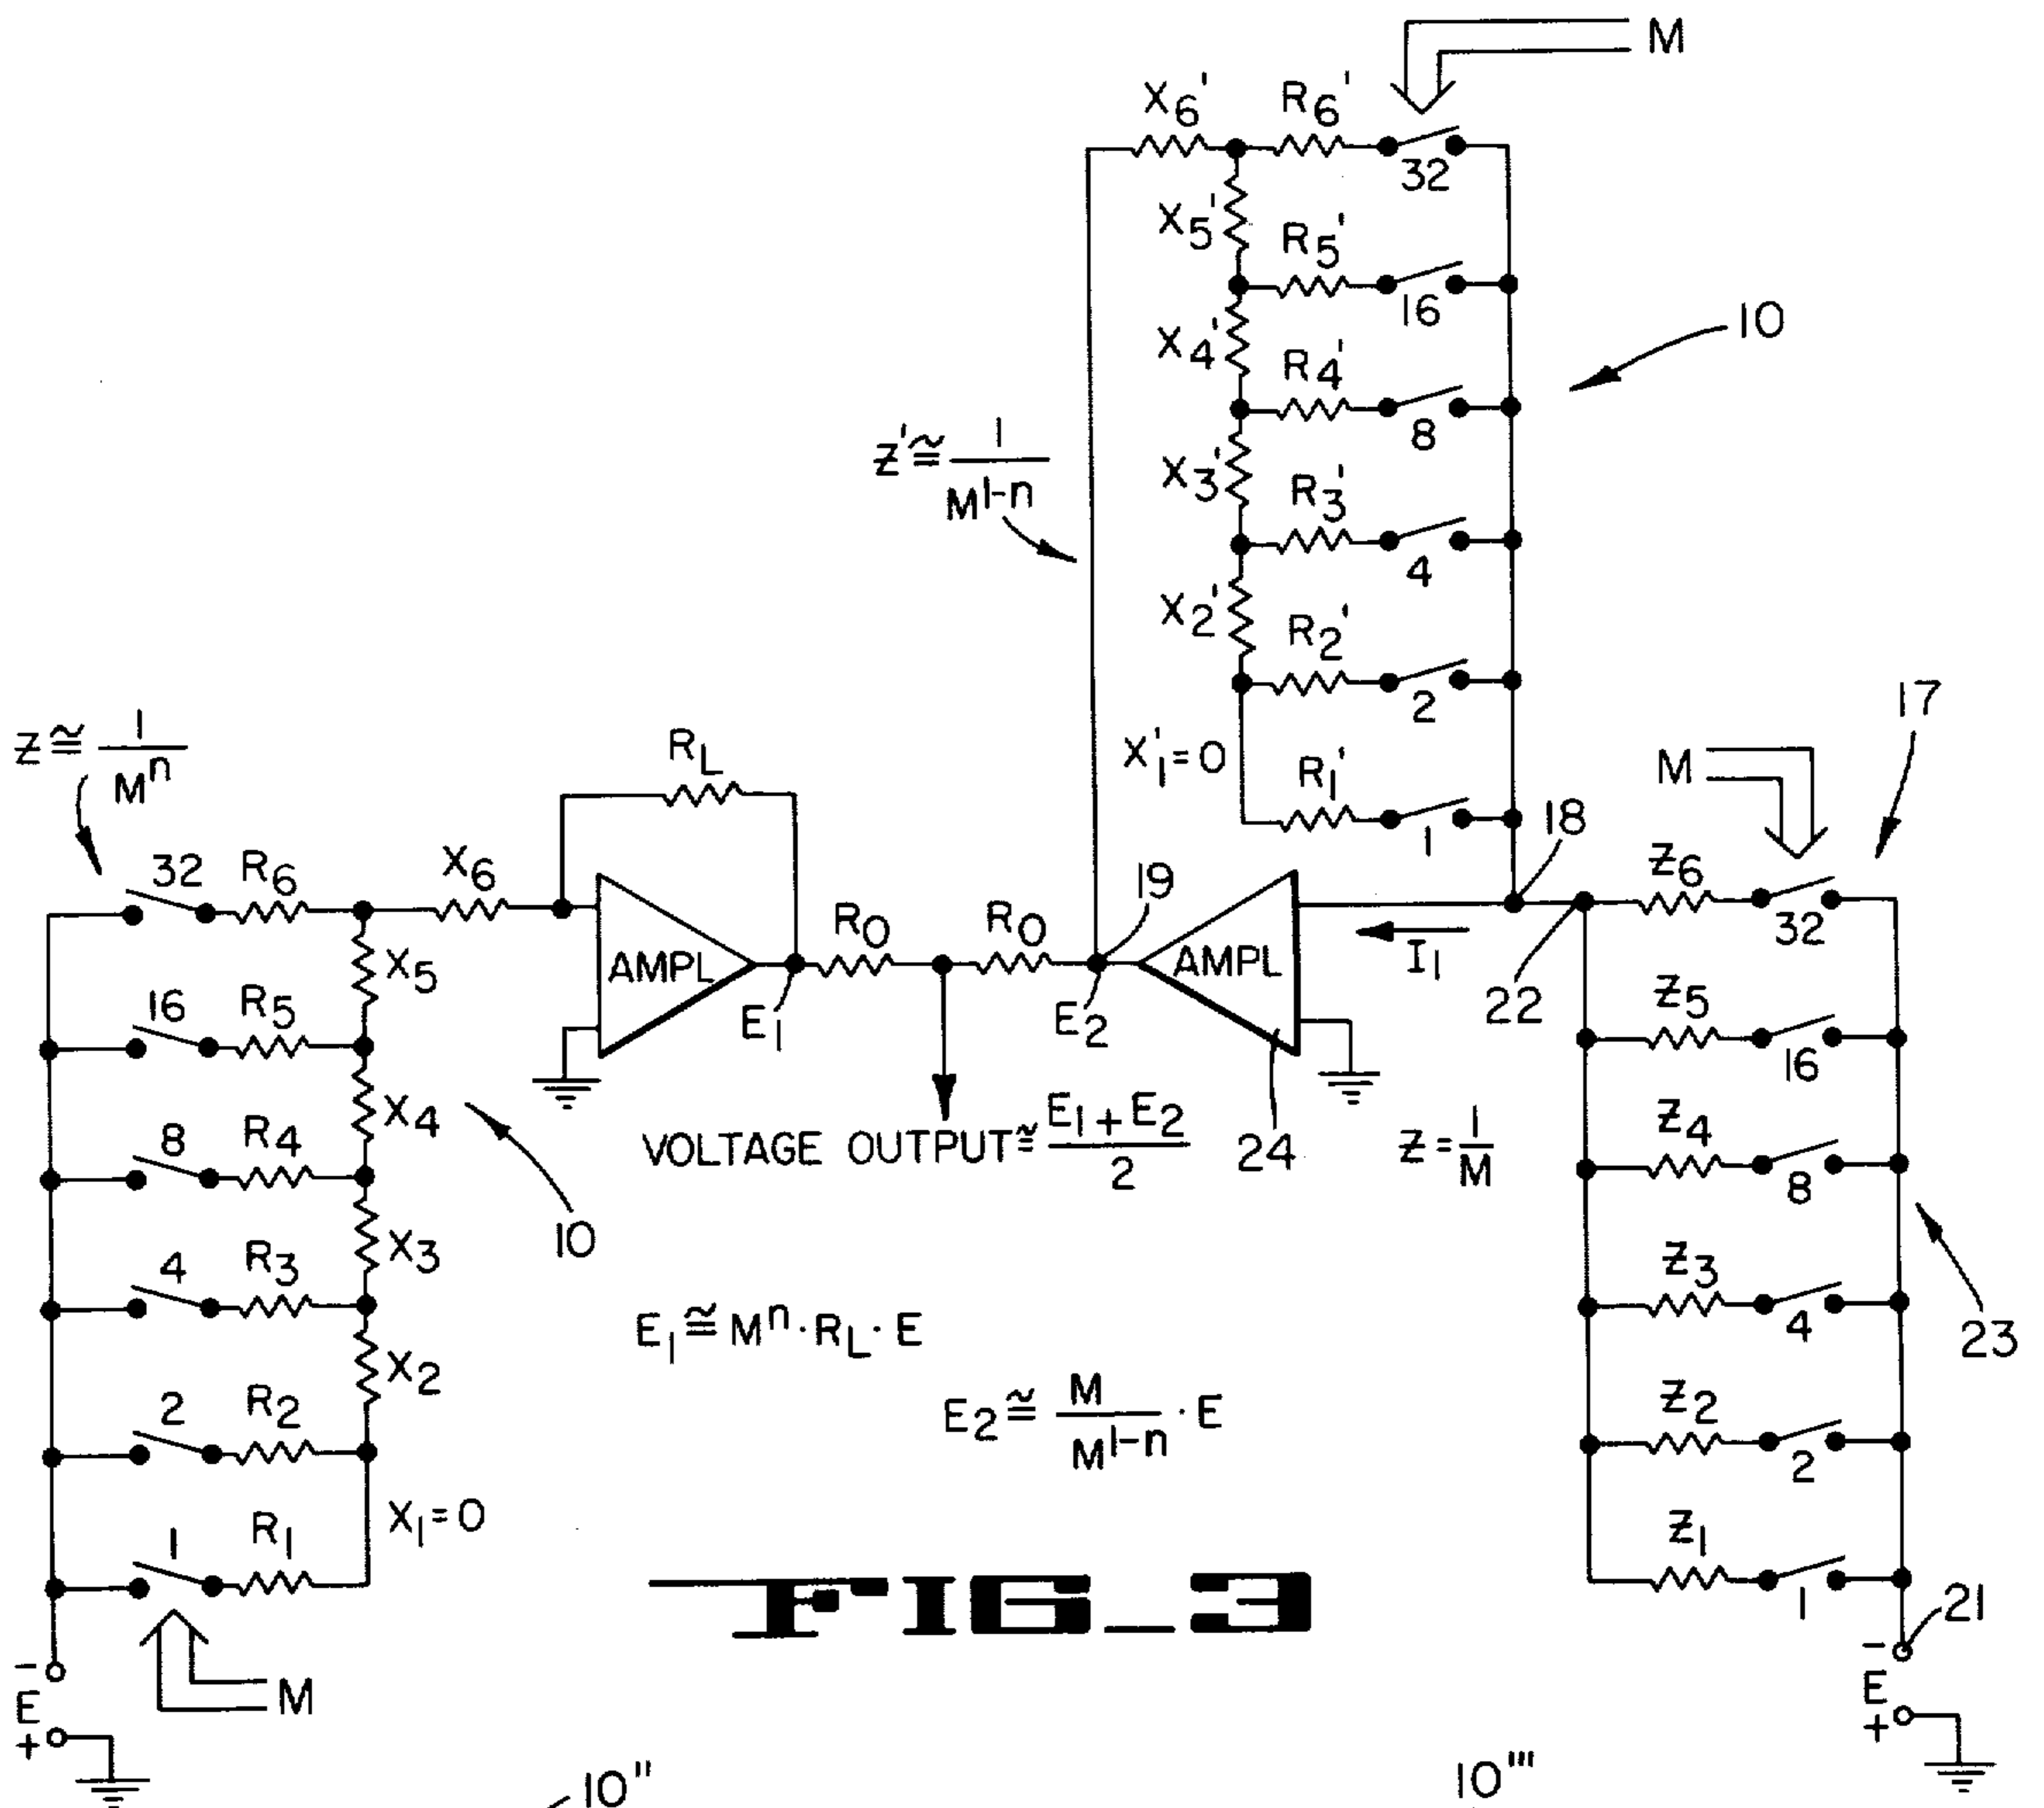 M
X6' R6'
32
X5' R5'
16
10
X4' R4'
8
Z' ≅ 1/M^1-n
X3' R3'
4
X2' R2'
2
17
X'1=0 R1'
1
M
18
Z ≅ 1/M^n
RL
32 R6 X6
AMPL
E1
RO RO
19
E2
AMPL
I1
22
24
Z6
32
X5
16 R5
Z5
16
X4
8 R4
10
VOLTAGE OUTPUT ≅ E1+E2/2
Z=1/M
Z4
8
X3
4 R3
Z3
4
23
E1 ≅ M^n·RL·E
X2
2 R2
E2 ≅ M/M^1-n·E
Z2
2
X1=0
1 R1
Z1
1
FIG_3
21
M
-
E
+
-
E
+
10''
10'''